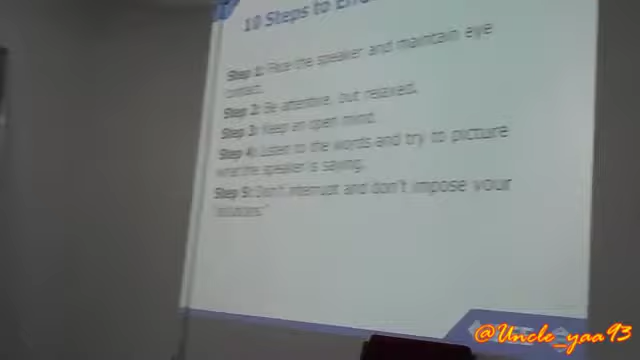 10 Steps to
Step 1: Face the speaker and maintain eye
contact.
Step 2: Be attentive, but relaxed.
Step 3: Keep an open mind.
Step 4: Listen to the words and try to picture
what the speaker is saying.
Step 5: Don't interrupt and don't impose your
"solutions."
@Uncle_yaa93